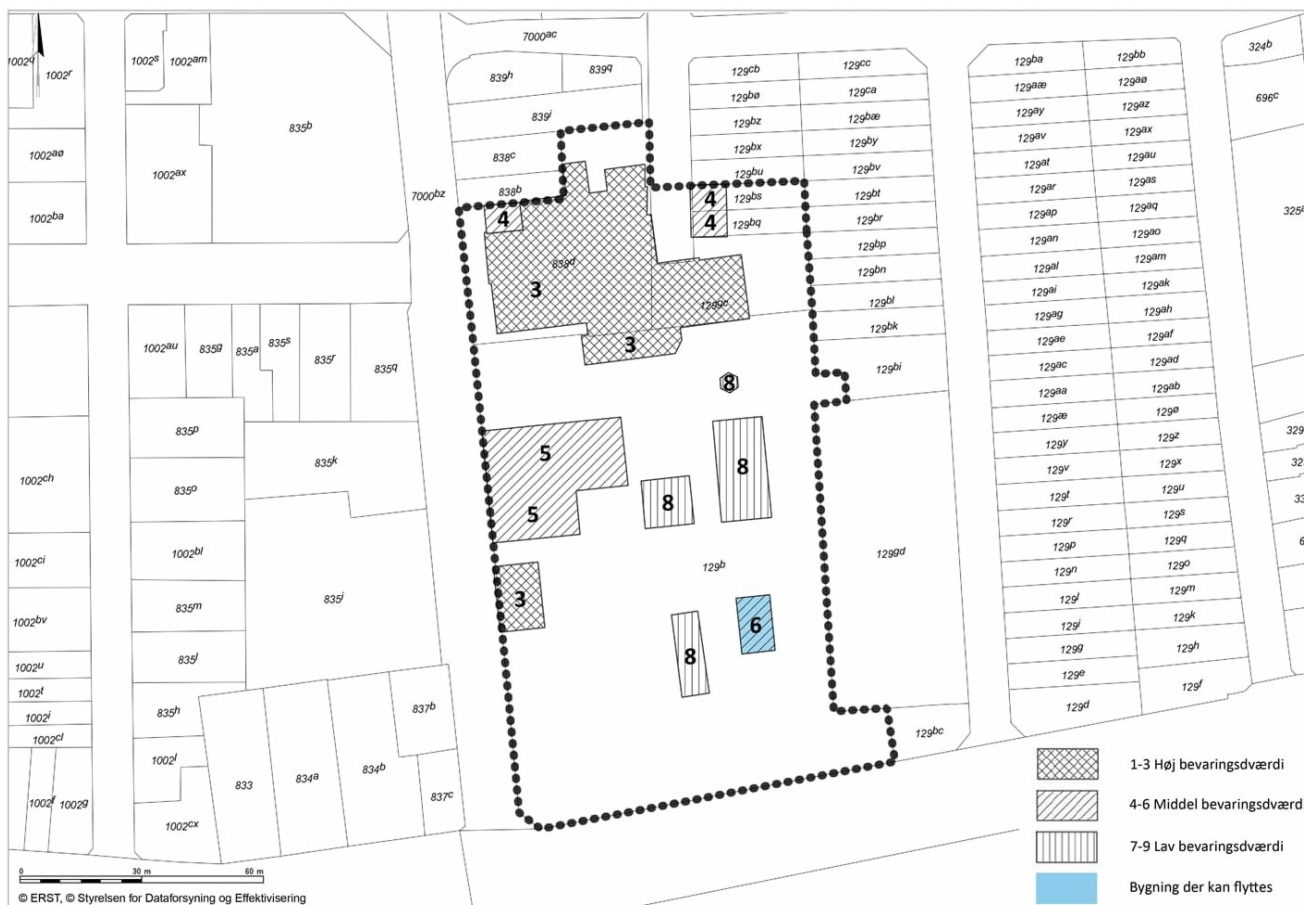 7000ac
1002q
1002r
1002s
1002am
839h
839q
129cb
129cc
129ba
129bb
324b
835b
839i
129bø
129ca
129aæ
129aø
696c
129bz
129bæ
129ay
129az
1002aø
838c
129bx
129by
129av
129ax
1002ax
7000bz
838b
129bu
129bv
129at
129au
1002ba
4
4
129bs
129bt
129ar
129as
4
129bq
129br
129ap
129aq
838d
129bp
129an
129ao
3
129bn
129al
129am
129gc
129bl
129ai
129ak
3
129bk
129ag
129ah
1002au
835g
835a
835s
835r
835q
129bi
129ae
129af
8
129ac
129ad
129aa
129ab
835p
129æ
129ø
5
835k
129y
129z
1002ch
835o
8
129v
129x
5
8
129t
129u
129r
129s
1002ci
1002bl
129gd
129p
129q
129b
129n
129o
835m
835i
3
129l
129m
1002bv
6
129i
129k
1002u
835l
8
129g
129h
1002t
129e
129f
1002i
835h
837b
129d
1002cl
129bc
1002l
833
834a
834b
837c
1002f
1002g
1002cx
1-3 Høj bevaringsdværdi
4-6 Middel bevaringsdværd
7-9 Lav bevaringsdværdi
Bygning der kan flyttes
0 30 m 60 m
© ERST, © Styrelsen for Dataforsyning og Effektivisering